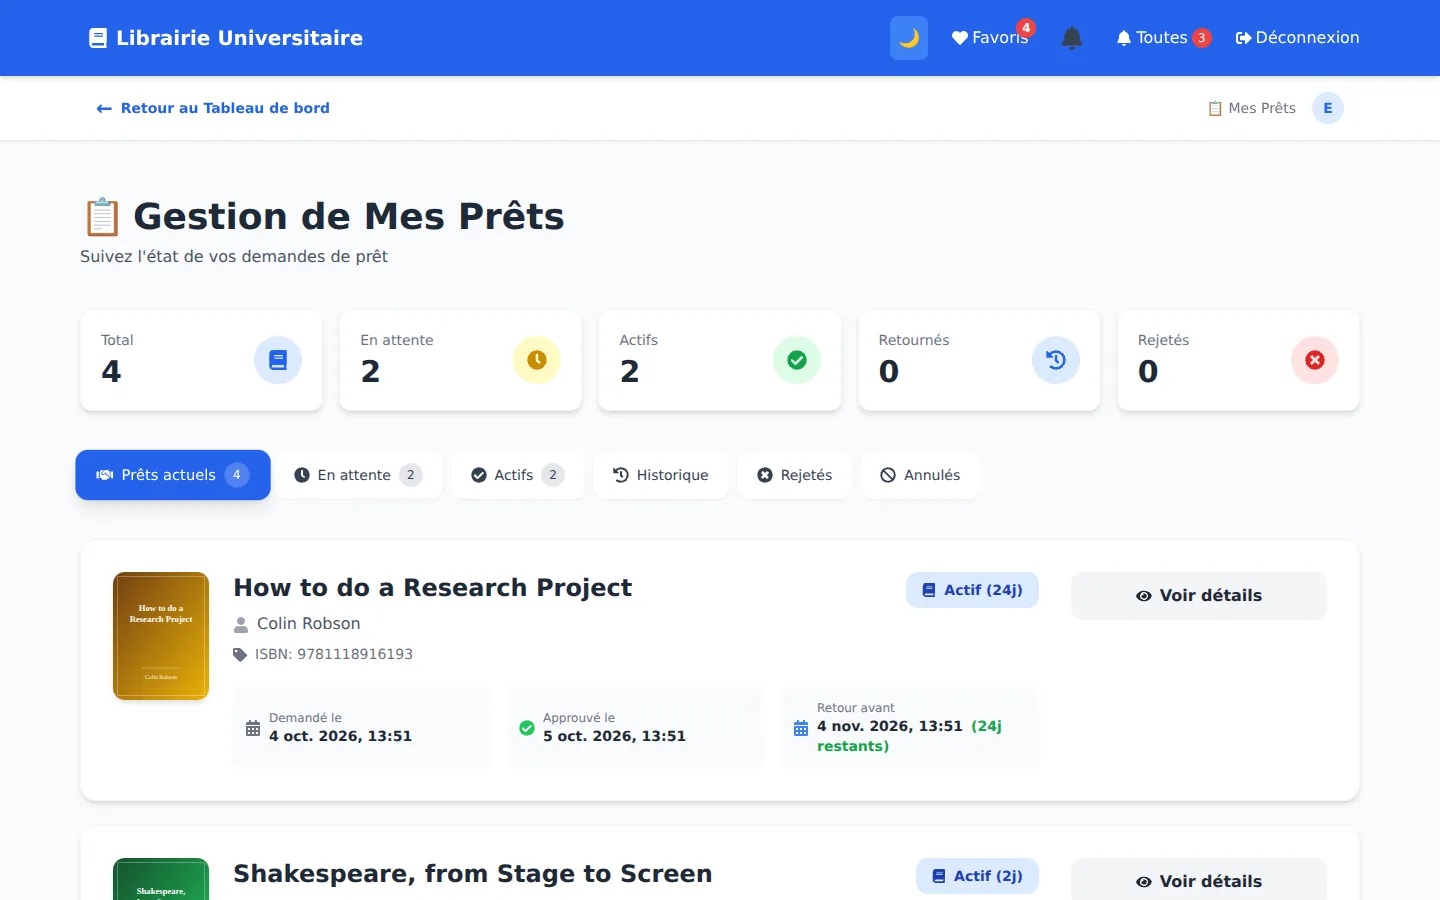 Librairie Universitaire
Favoris 4
Toutes 3
Déconnexion
← Retour au Tableau de bord
Mes Prêts
E
Gestion de Mes Prêts
Suivez l'état de vos demandes de prêt
Total
4
En attente
2
Actifs
2
Retournés
0
Rejetés
0
Prêts actuels 4
En attente 2
Actifs 2
Historique
Rejetés
Annulés
How to do a
Research Project
Colin Robson
How to do a Research Project
Actif (24j)
Voir détails
Colin Robson
ISBN: 9781118916193
Demandé le
4 oct. 2026, 13:51
Approuvé le
5 oct. 2026, 13:51
Retour avant
4 nov. 2026, 13:51 (24j
restants)
Shakespeare,
Shakespeare, from Stage to Screen
Actif (2j)
Voir détails